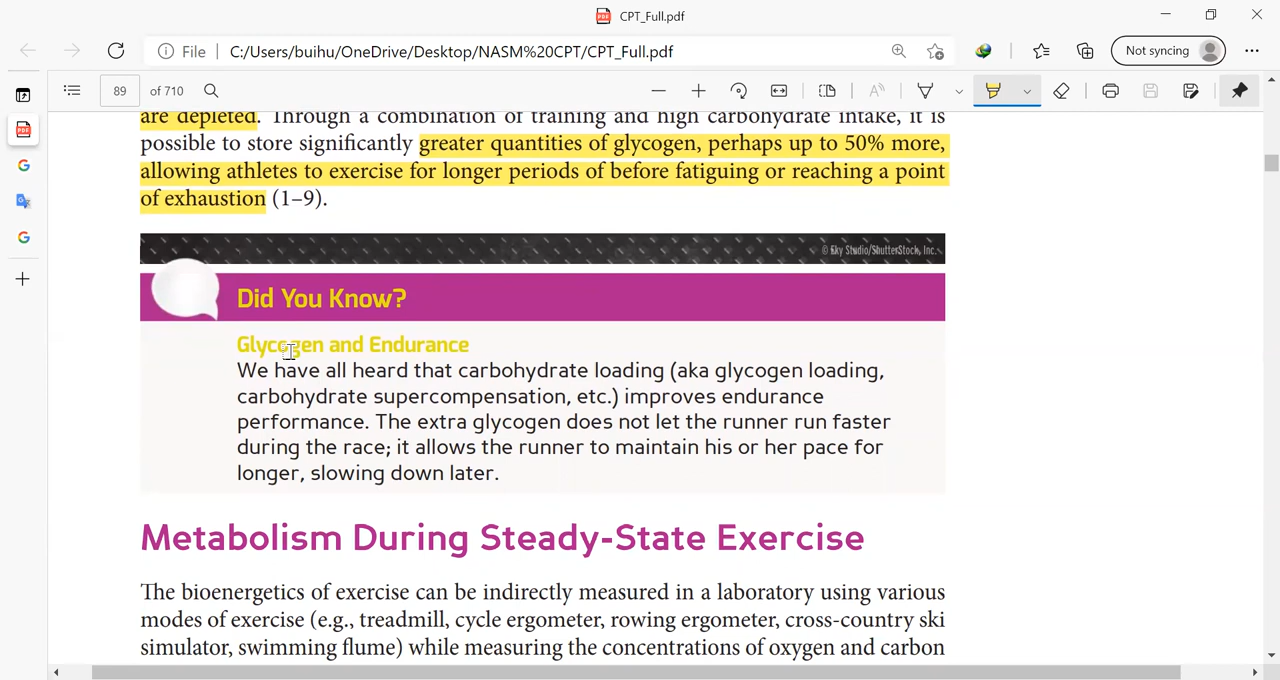 CPT_Full.pdf
File
C:/Users/buihu/OneDrive/Desktop/NASM%20CPT/CPT_Full.pdf
Not syncing
89 of 710
are depleted. Through a combination of training and high carbohydrate intake, it is
possible to store significantly greater quantities of glycogen, perhaps up to 50% more,
allowing athletes to exercise for longer periods of before fatiguing or reaching a point
of exhaustion (1–9).
© Eky Studio/ShutterStock, Inc.
Did You Know?
Glycogen and Endurance
We have all heard that carbohydrate loading (aka glycogen loading,
carbohydrate supercompensation, etc.) improves endurance
performance. The extra glycogen does not let the runner run faster
during the race; it allows the runner to maintain his or her pace for
longer, slowing down later.
Metabolism During Steady-State Exercise
The bioenergetics of exercise can be indirectly measured in a laboratory using various
modes of exercise (e.g., treadmill, cycle ergometer, rowing ergometer, cross-country ski
simulator, swimming flume) while measuring the concentrations of oxygen and carbon